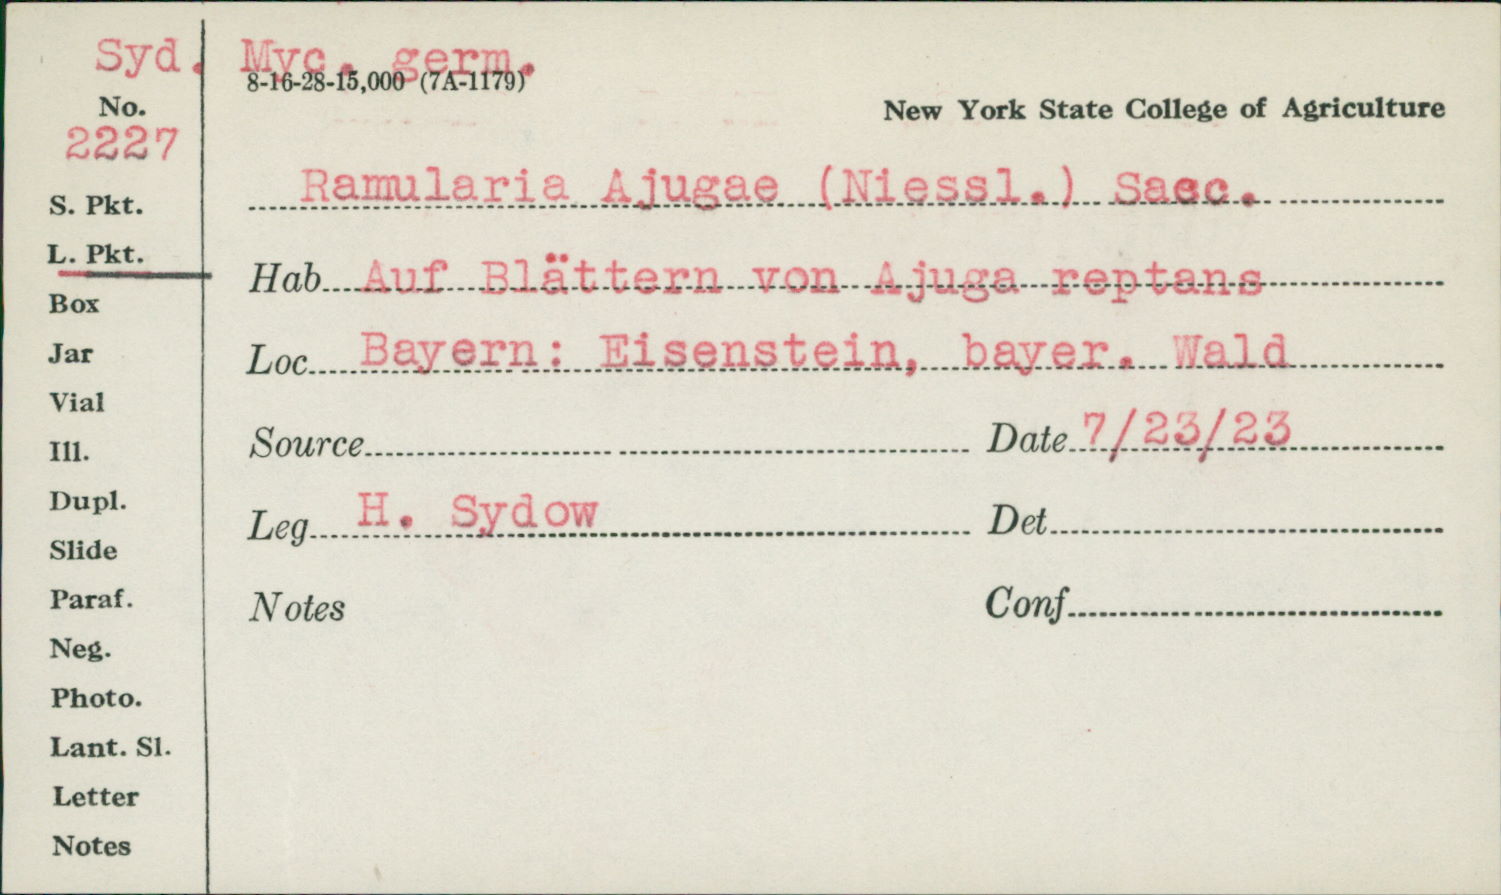 Syd. Myc. germ.
8-16-28-15,000 (7A-1179)
No.
New York State College of Agriculture
2227
Ramularia Ajugae (Niessl.) Sacc.
S. Pkt.
L. Pkt.
Hab Auf Blättern von Ajuga reptans
Box
Jar
Loc Bayern: Eisenstein, bayer. Wald
Vial
Source
Date 7/23/23
Ill.
Dupl.
Leg H. Sydow
Det
Slide
Paraf.
Notes
Conf
Neg.
Photo.
Lant. Sl.
Letter
Notes